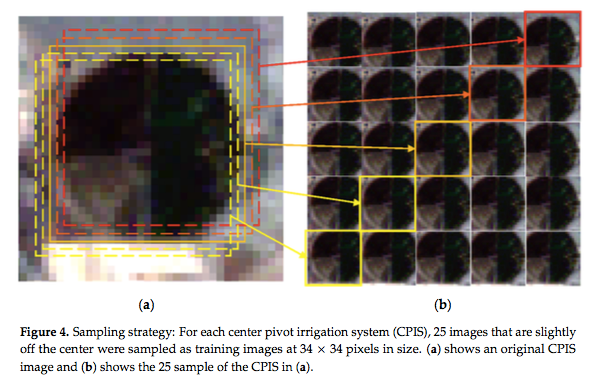 (a)
(b)
Figure 4. Sampling strategy: For each center pivot irrigation system (CPIS), 25 images that are slightly
off the center were sampled as training images at 34 × 34 pixels in size. (a) shows an original CPIS
image and (b) shows the 25 sample of the CPIS in (a).